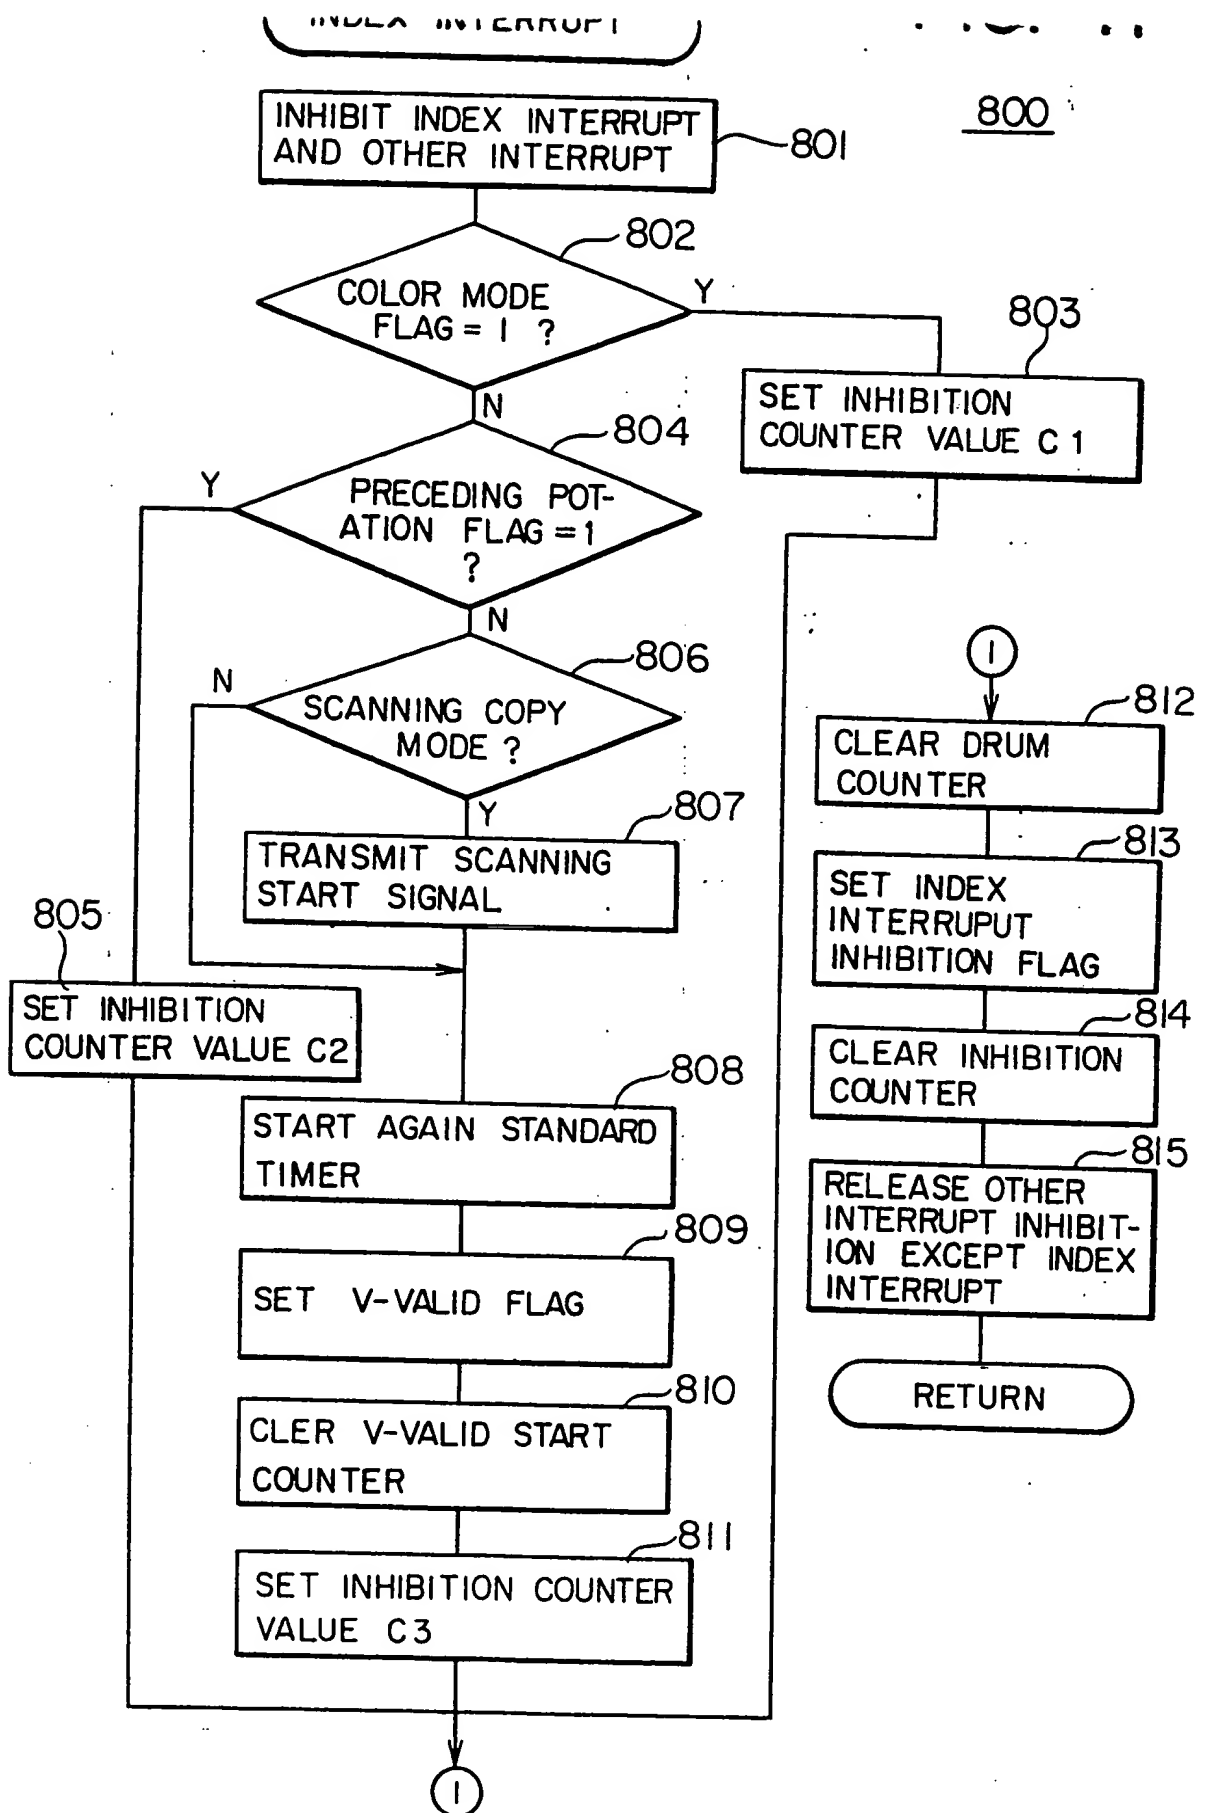 INDEX INTERRUPT
800
INHIBIT INDEX INTERRUPT
AND OTHER INTERRUPT
801
802
COLOR MODE
FLAG = 1 ?
Y
N
803
SET INHIBITION
COUNTER VALUE C1
804
PRECEDING POT-
ATION FLAG = 1
?
Y
N
806
SCANNING COPY
MODE ?
N
Y
807
TRANSMIT SCANNING
START SIGNAL
805
SET INHIBITION
COUNTER VALUE C2
808
START AGAIN STANDARD
TIMER
809
SET V-VALID FLAG
810
CLER V-VALID START
COUNTER
811
SET INHIBITION COUNTER
VALUE C3
1
1
812
CLEAR DRUM
COUNTER
813
SET INDEX
INTERRUPUT
INHIBITION FLAG
814
CLEAR INHIBITION
COUNTER
815
RELEASE OTHER
INTERRUPT INHIBIT-
ION EXCEPT INDEX
INTERRUPT
RETURN